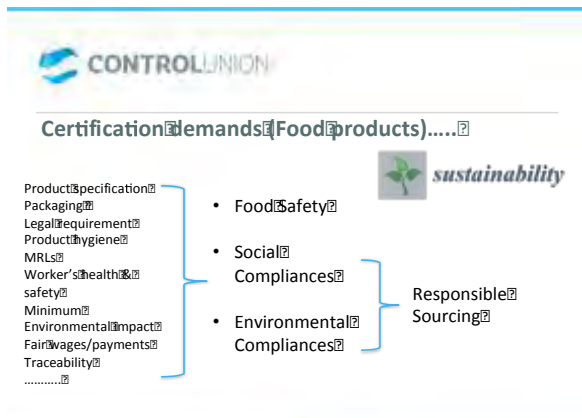 CONTROLUNION
Certification demands (Food products).....
sustainability
Product specification
Packaging
Legal requirement
Product hygiene
MRLs
Worker's health &
safety
Minimum
Environmental impact
Fair wages/payments
Traceability
...........
• Food Safety
• Social
Compliances
• Environmental
Compliances
Responsible
Sourcing